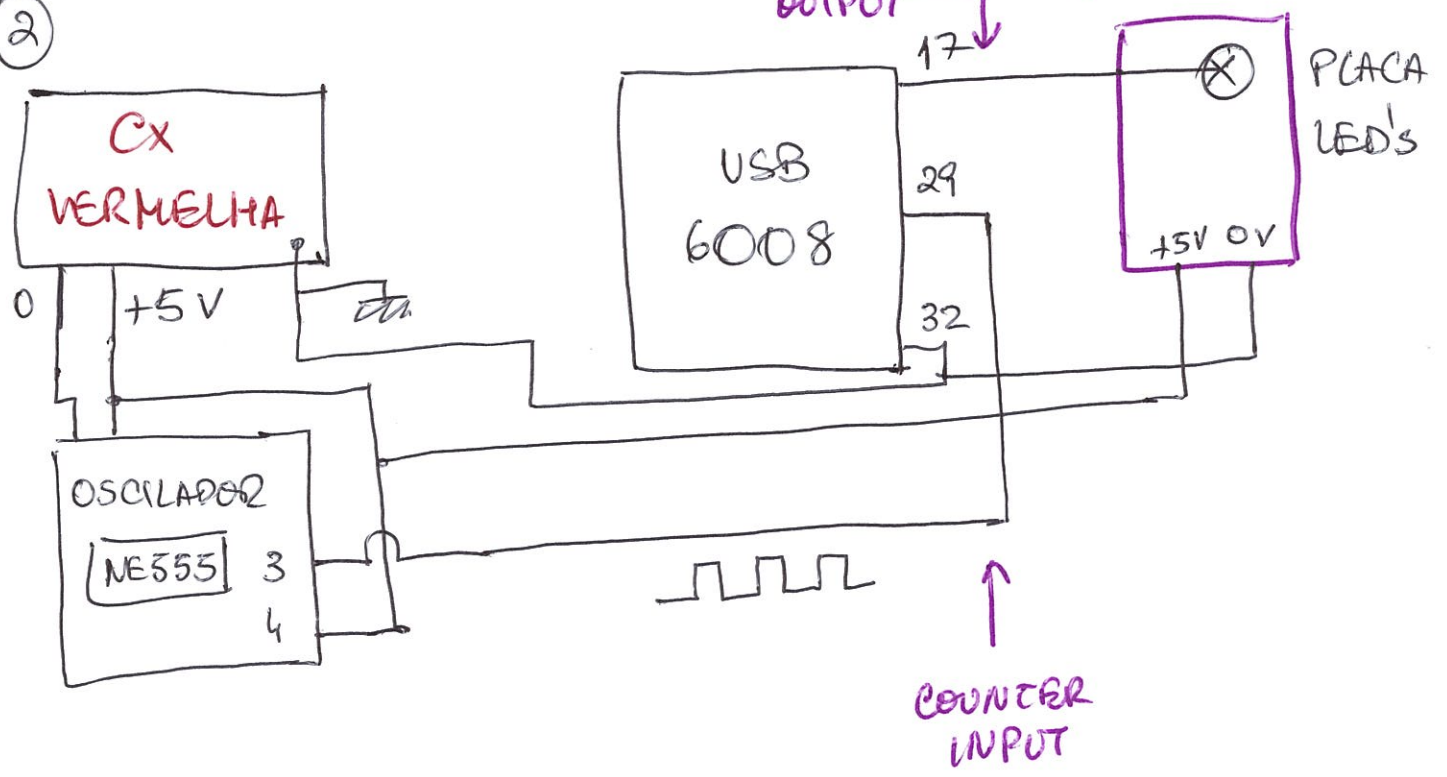 2
OUTPUT
17
Cx
VERMELHA
USB
6008
PLACA
LED's
29
+5V 0V
0
+5V
32
OSCILADOR
NE555
3
4
COUNTER
INPUT